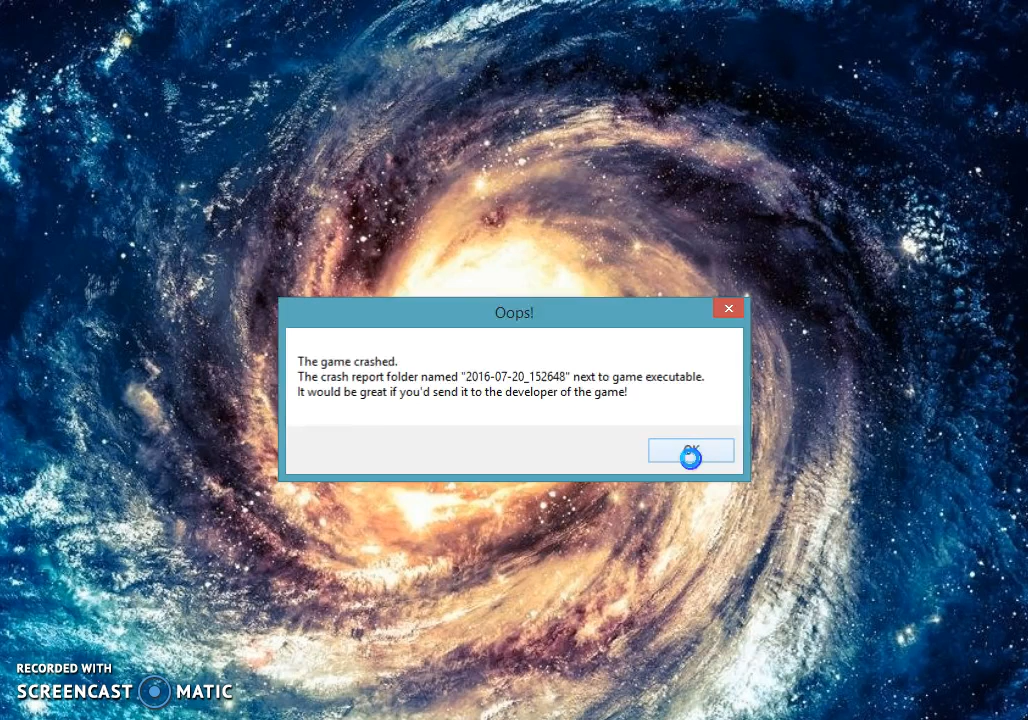 Oops!
The game crashed.
The crash report folder named "2016-07-20_152648" next to game executable.
It would be great if you'd send it to the developer of the game!
OK
RECORDED WITH
SCREENCAST MATIC